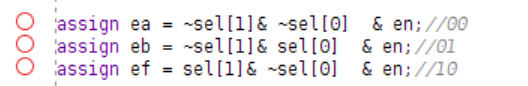 assign ea = ~sel[1]& ~sel[0]  & en;//00
assign eb = ~sel[1]& sel[0]  & en;//01
assign ef = sel[1]& ~sel[0]  & en;//10